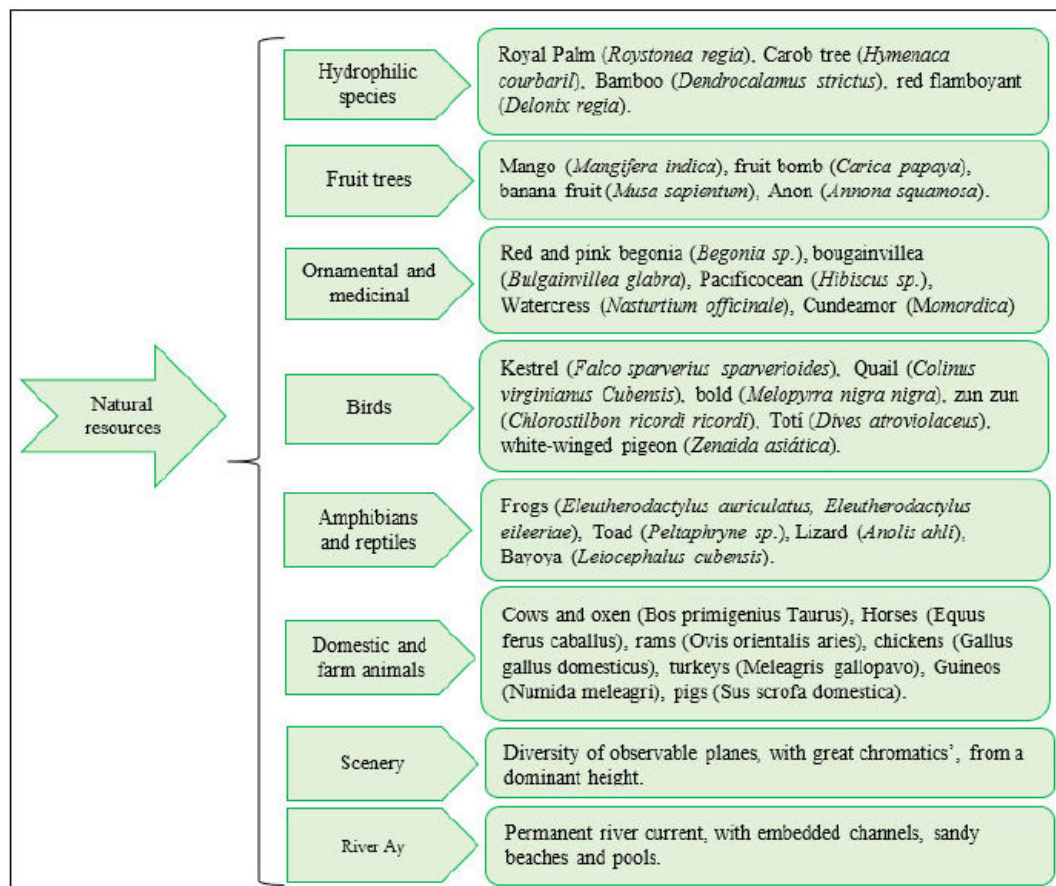 Natural
resources
Hydrophilic
species
Royal Palm (Roystonea regia), Carob tree (Hymenaca
courbaril), Bamboo (Dendrocalamus strictus), red flamboyant
(Delonix regia).
Fruit trees
Mango (Mangifera indica), fruit bomb (Carica papaya),
banana fruit (Musa sapientum), Anon (Annona squamosa).
Ornamental and
medicinal
Red and pink begonia (Begonia sp.), bougainvillea
(Bulgainvillea glabra), Pacificocean (Hibiscus sp.),
Watercress (Nasturtium officinale), Cundeamor (Momordica)
Birds
Kestrel (Falco sparverius sparverioides), Quail (Colinus
virginianus Cubensis), bold (Melopyrra nigra nigra), zun zun
(Chlorostilbon ricordi ricordi), Totí (Dives atroviolaceus),
white-winged pigeon (Zenaida asiática).
Amphibians
and reptiles
Frogs (Eleutherodactylus auriculatus, Eleutherodactylus
eileeriae), Toad (Peltaphryne sp.), Lizard (Anolis ahli),
Bayoya (Leiocephalus cubensis).
Domestic and
farm animals
Cows and oxen (Bos primigenius Taurus), Horses (Equus
ferus caballus), rams (Ovis orientalis aries), chickens (Gallus
gallus domesticus), turkeys (Meleagris gallopavo), Guineos
(Numida meleagri), pigs (Sus scrofa domestica).
Scenery
Diversity of observable planes, with great chromatics’, from a
dominant height.
River Ay
Permanent river current, with embedded channels, sandy
beaches and pools.